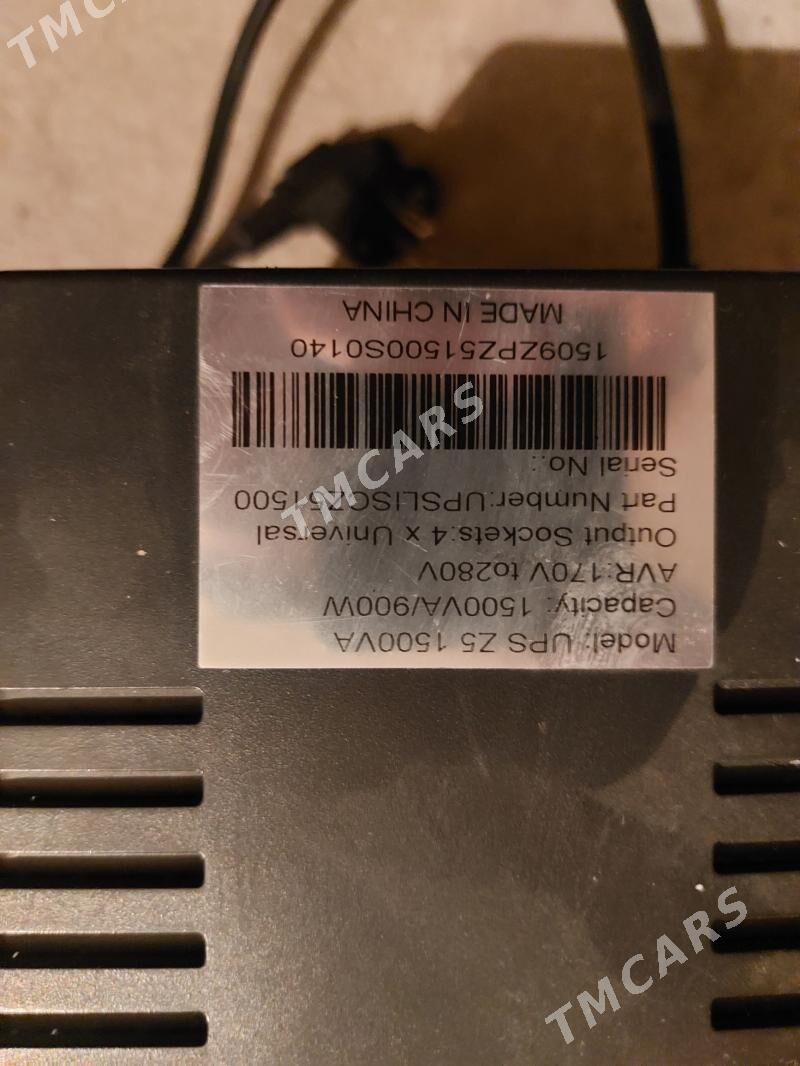 Model: UPS Z5 1500VA
Capacity: 1500VA/900W
AVR:170V to280V
Output Sockets:4 x Universal
Part Number:UPSLISCZ51500
Serial No.:
1509ZPZ51500S0140
MADE IN CHINA
TMCARS
TMCARS
TMCARS